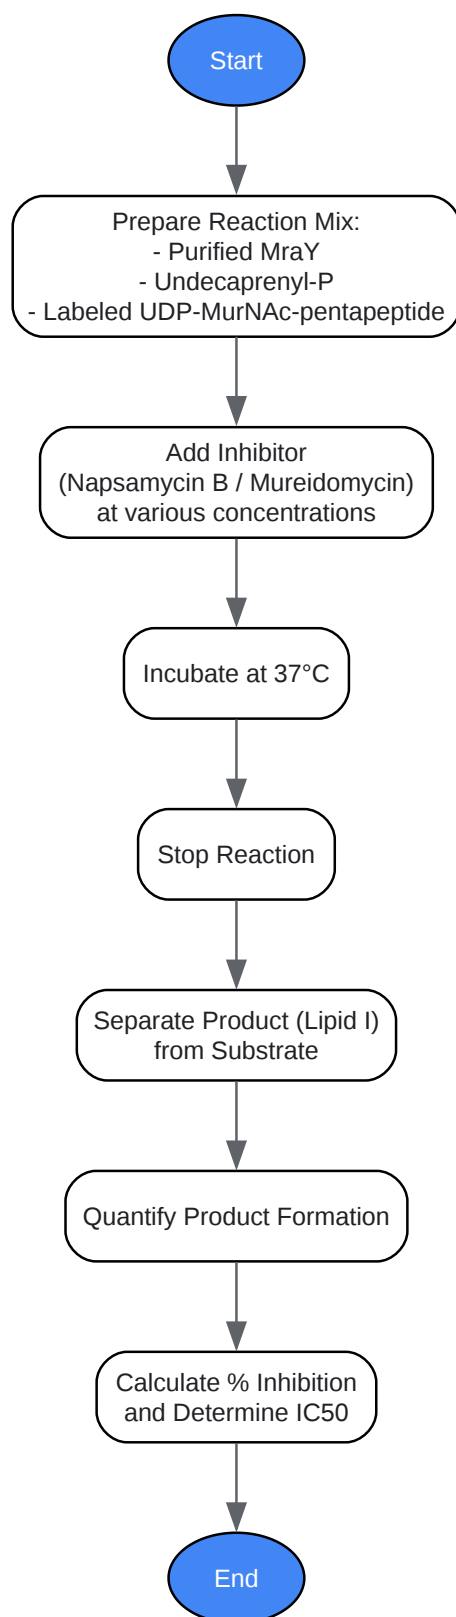 Start
Prepare Reaction Mix:
- Purified MraY
- Undecaprenyl-P
- Labeled UDP-MurNAc-pentapeptide
Add Inhibitor
(Napsamycin B / Mureidomycin)
at various concentrations
Incubate at 37°C
Stop Reaction
Separate Product (Lipid I)
from Substrate
Quantify Product Formation
Calculate % Inhibition
and Determine IC50
End